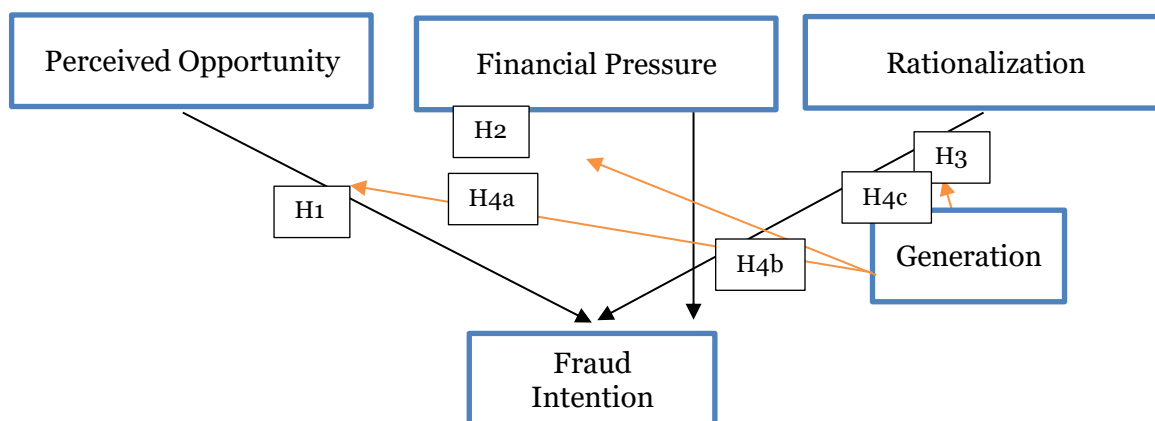 Perceived Opportunity
Financial Pressure
Rationalization
H2
H3
H1
H4a
H4c
H4b
Generation
Fraud
Intention